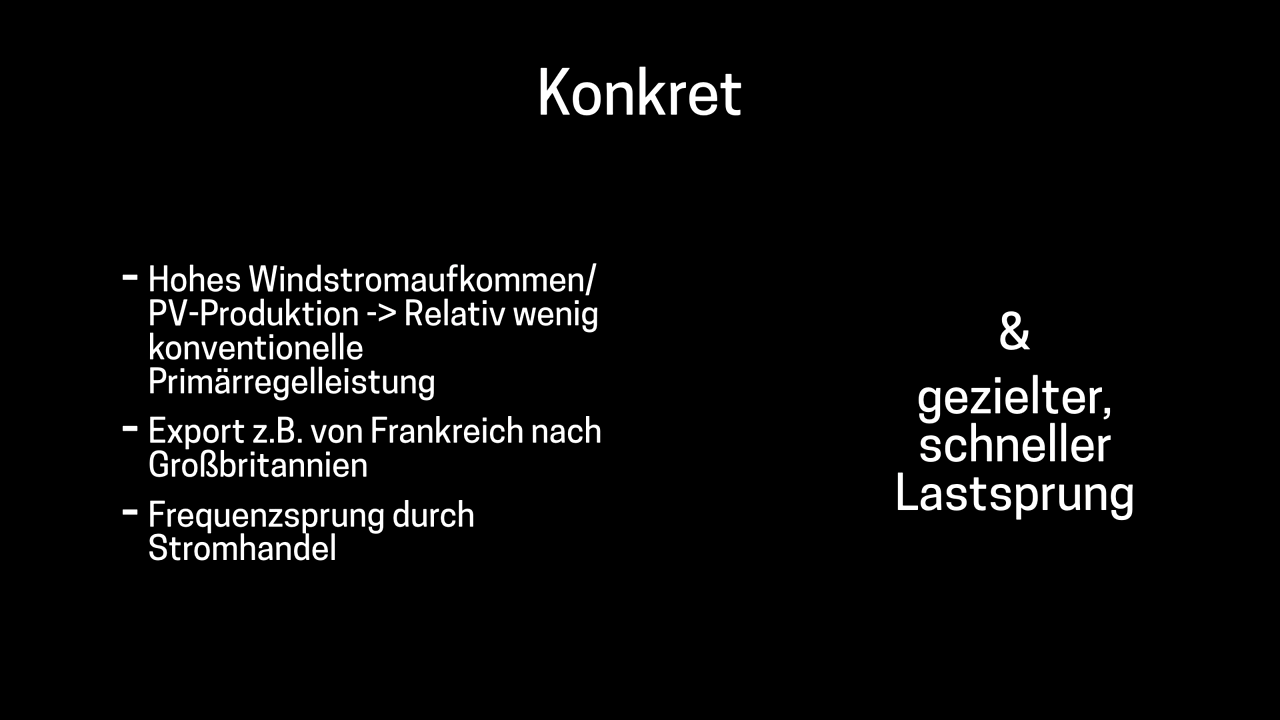 Konkret
- Hohes Windstromaufkommen/
PV-Produktion -> Relativ wenig
konventionelle
Primärregelleistung
- Export z.B. von Frankreich nach
Großbritannien
- Frequenzsprung durch
Stromhandel
&
gezielter,
schneller
Lastsprung